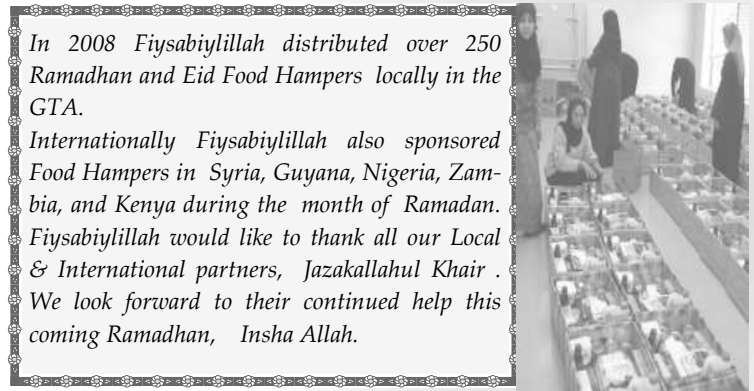 In 2008 Fiysabiylillah distributed over 250
Ramadhan and Eid Food Hampers locally in the
GTA.
Internationally Fiysabiylillah also sponsored
Food Hampers in Syria, Guyana, Nigeria, Zam-
bia, and Kenya during the month of Ramadan.
Fiysabiylillah would like to thank all our Local
& International partners, Jazakallahul Khair .
We look forward to their continued help this
coming Ramadhan, Insha Allah.